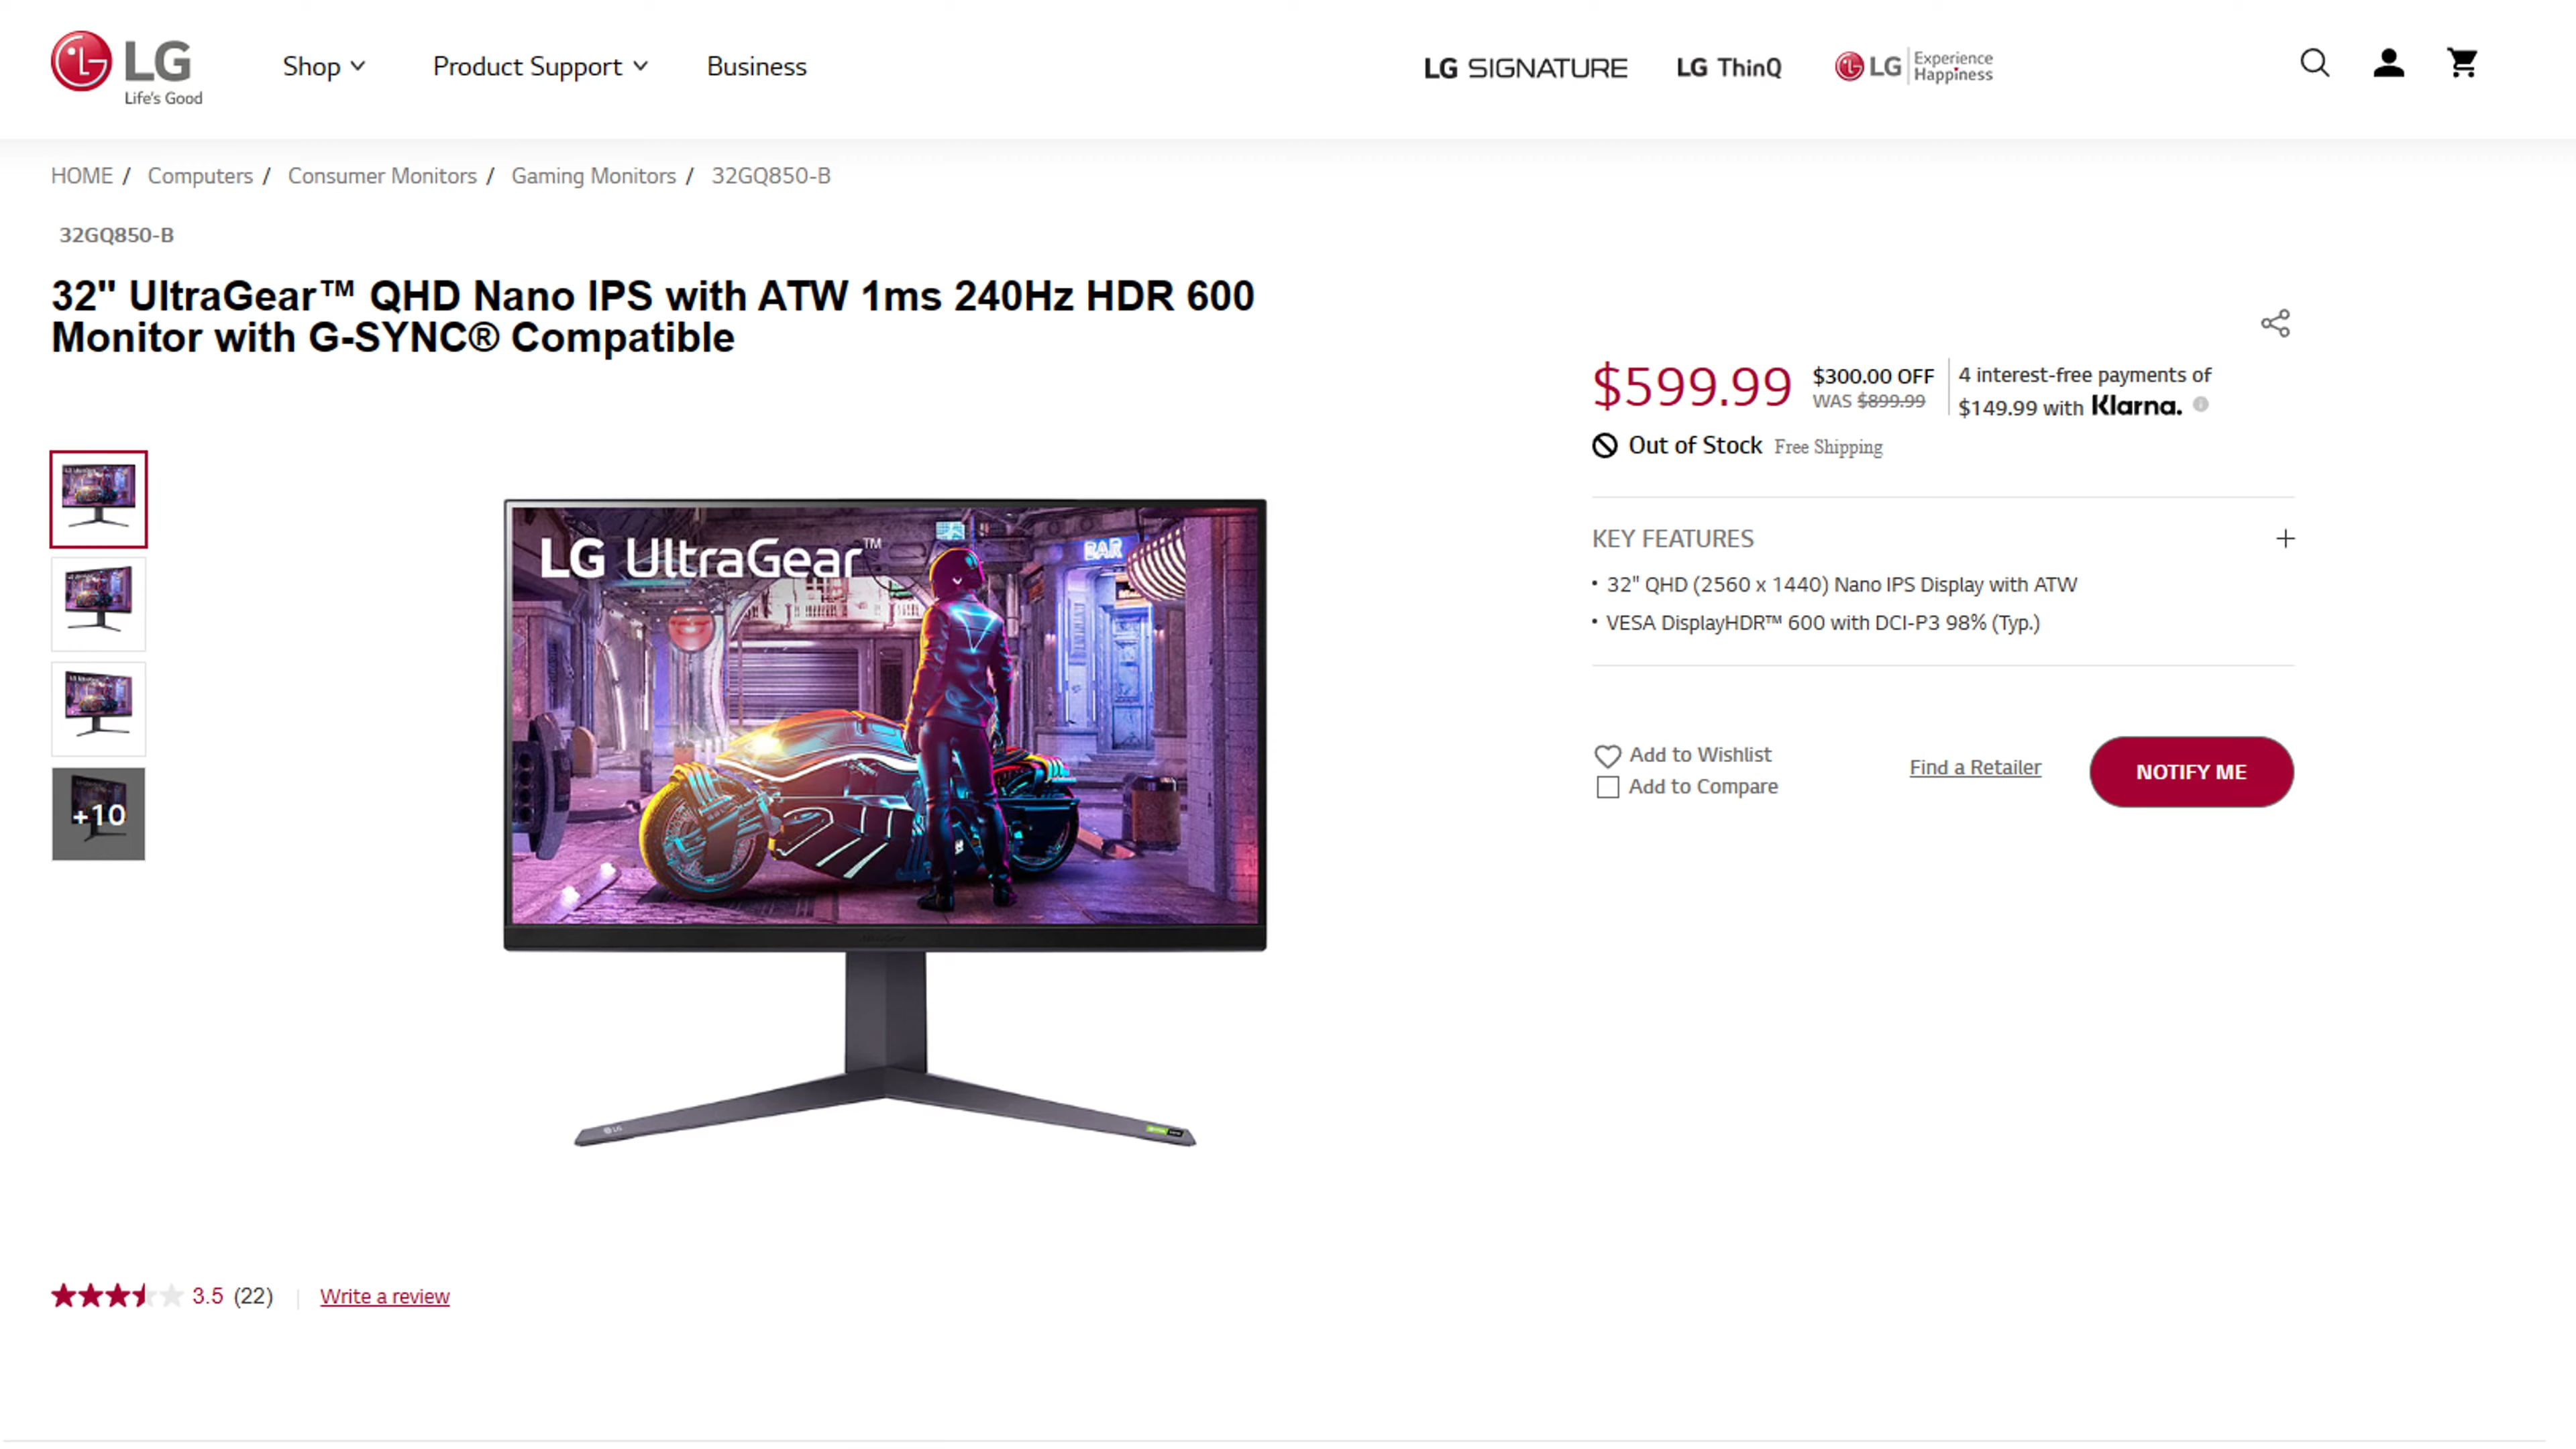 LG
Life's Good
Shop
Product Support
Business
LG SIGNATURE
LG ThinQ
LG Experience
Happiness
HOME / Computers / Consumer Monitors / Gaming Monitors / 32GQ850-B
32GQ850-B
32" UltraGear™ QHD Nano IPS with ATW 1ms 240Hz HDR 600
Monitor with G-SYNC® Compatible
$599.99
$300.00 OFF
WAS $899.99
4 interest-free payments of
$149.99 with Klarna.
Out of Stock Free Shipping
KEY FEATURES
• 32" QHD (2560 x 1440) Nano IPS Display with ATW
• VESA DisplayHDR™ 600 with DCI-P3 98% (Typ.)
Add to Wishlist
Add to Compare
Find a Retailer
NOTIFY ME
+10
LG UltraGear™
BAR
LG
3.5 (22)
Write a review